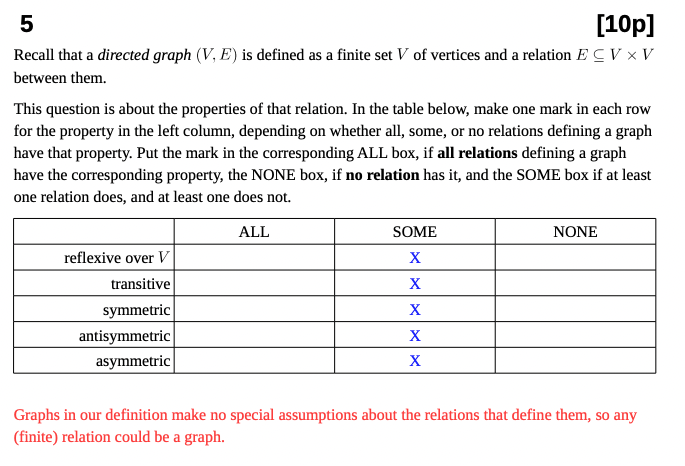 5 [10p]
Recall that a directed graph (V, E) is defined as a finite set V of vertices and a relation E ⊆ V × V
between them.
This question is about the properties of that relation. In the table below, make one mark in each row
for the property in the left column, depending on whether all, some, or no relations defining a graph
have that property. Put the mark in the corresponding ALL box, if all relations defining a graph
have the corresponding property, the NONE box, if no relation has it, and the SOME box if at least
one relation does, and at least one does not.
ALL SOME NONE
reflexive over V X
transitive X
symmetric X
antisymmetric X
asymmetric X
Graphs in our definition make no special assumptions about the relations that define them, so any
(finite) relation could be a graph.